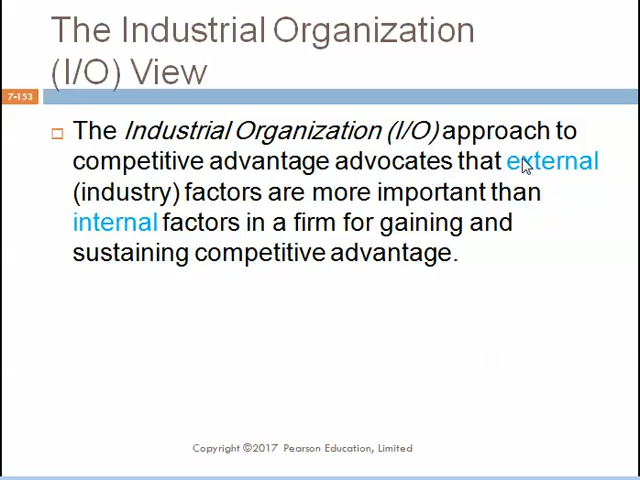 The Industrial Organization
(I/O) View
7-153
The Industrial Organization (I/O) approach to
competitive advantage advocates that external
(industry) factors are more important than
internal factors in a firm for gaining and
sustaining competitive advantage.
Copyright ©2017 Pearson Education, Limited